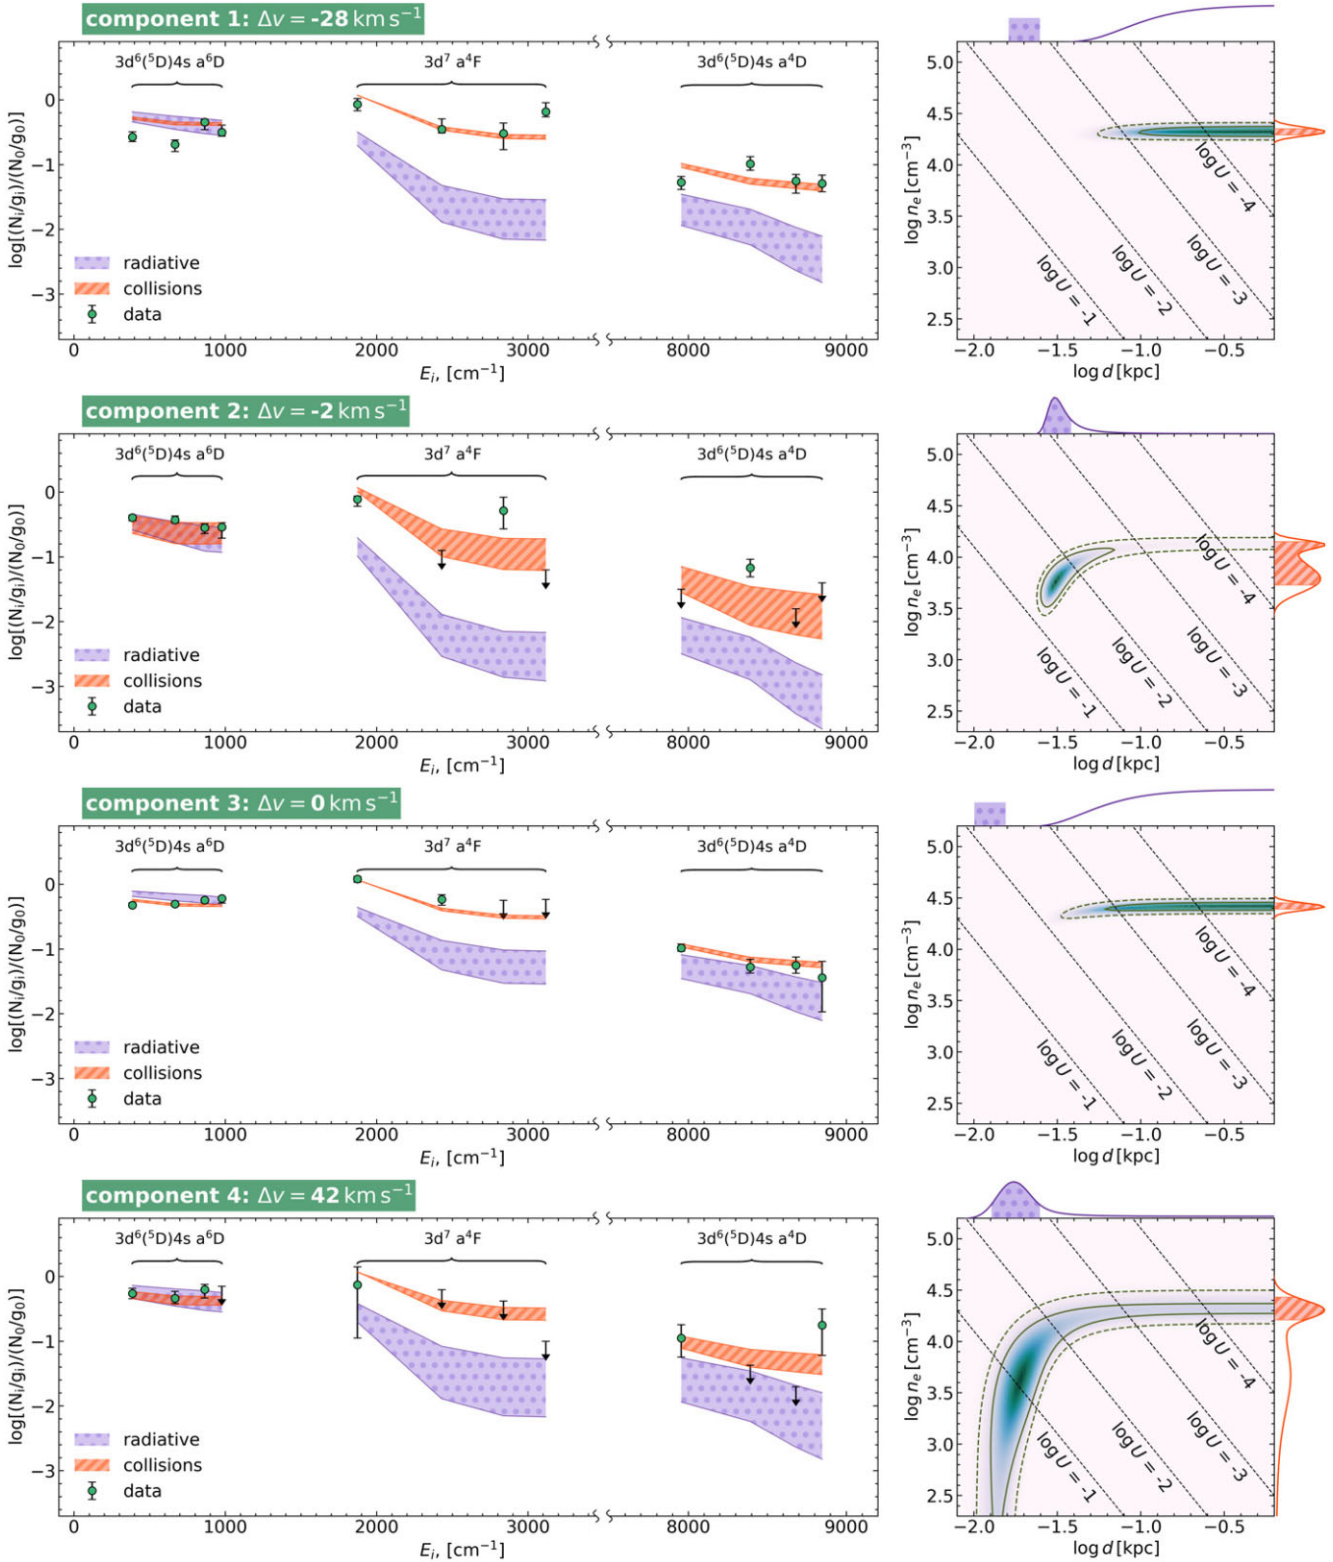 component 1: Δv = -28 km s⁻¹
3d⁶(⁵D)4s a⁶D
3d⁷ a⁴F
3d⁶(⁵D)4s a⁴D
log[(Nᵢ/gᵢ)/(N₀/g₀)]
0
−1
−2
−3
radiative
collisions
data
0 1000 2000 3000 8000 9000
Eᵢ, [cm⁻¹]
log nₑ [cm⁻³]
5.0
4.5
4.0
3.5
3.0
2.5
log U = -1
log U = -2
log U = -3
log U = -4
−2.0 −1.5 −1.0 −0.5
log d [kpc]
component 2: Δv = -2 km s⁻¹
3d⁶(⁵D)4s a⁶D
3d⁷ a⁴F
3d⁶(⁵D)4s a⁴D
log[(Nᵢ/gᵢ)/(N₀/g₀)]
0
−1
−2
−3
radiative
collisions
data
0 1000 2000 3000 8000 9000
Eᵢ, [cm⁻¹]
log nₑ [cm⁻³]
5.0
4.5
4.0
3.5
3.0
2.5
log U = -1
log U = -2
log U = -3
log U = -4
−2.0 −1.5 −1.0 −0.5
log d [kpc]
component 3: Δv = 0 km s⁻¹
3d⁶(⁵D)4s a⁶D
3d⁷ a⁴F
3d⁶(⁵D)4s a⁴D
log[(Nᵢ/gᵢ)/(N₀/g₀)]
0
−1
−2
−3
radiative
collisions
data
0 1000 2000 3000 8000 9000
Eᵢ, [cm⁻¹]
log nₑ [cm⁻³]
5.0
4.5
4.0
3.5
3.0
2.5
log U = -1
log U = -2
log U = -3
log U = -4
−2.0 −1.5 −1.0 −0.5
log d [kpc]
component 4: Δv = 42 km s⁻¹
3d⁶(⁵D)4s a⁶D
3d⁷ a⁴F
3d⁶(⁵D)4s a⁴D
log[(Nᵢ/gᵢ)/(N₀/g₀)]
0
−1
−2
−3
radiative
collisions
data
0 1000 2000 3000 8000 9000
Eᵢ, [cm⁻¹]
log nₑ [cm⁻³]
5.0
4.5
4.0
3.5
3.0
2.5
log U = -1
log U = -2
log U = -3
log U = -4
−2.0 −1.5 −1.0 −0.5
log d [kpc]